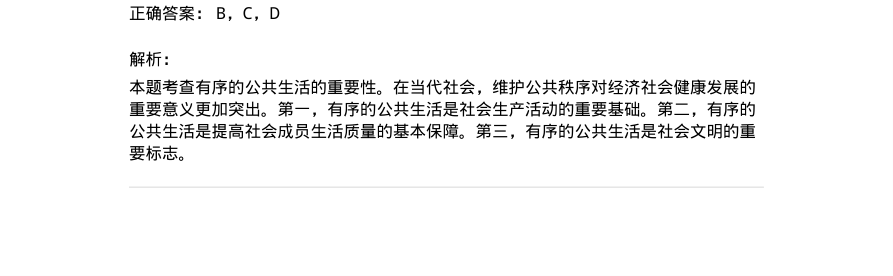 正确答案： B，C，D
解析：
本题考查有序的公共生活的重要性。在当代社会，维护公共秩序对经济社会健康发展的
重要意义更加突出。第一，有序的公共生活是社会生产活动的重要基础。第二，有序的
公共生活是提高社会成员生活质量的基本保障。第三，有序的公共生活是社会文明的重
要标志。